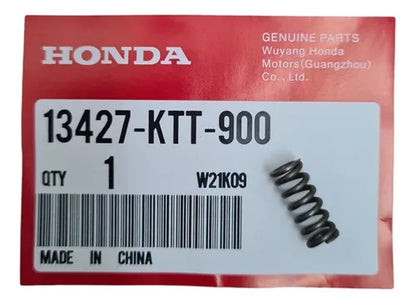 HONDA
GENUINE PARTS
Wuyang Honda
Motors(Guangzhou)
Co., Ltd.
13427-KTT-900
QTY 1 W21K09
MADE IN CHINA